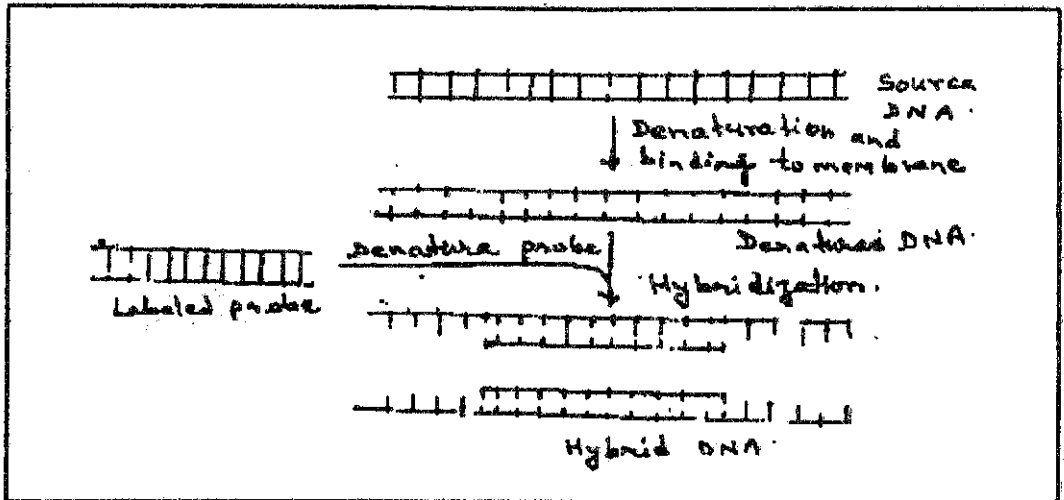 Source
DNA.
Denaturation and
binding to membrane
Denatured DNA.
Denature probe
Labeled probe
Hybridization.
Hybrid DNA.